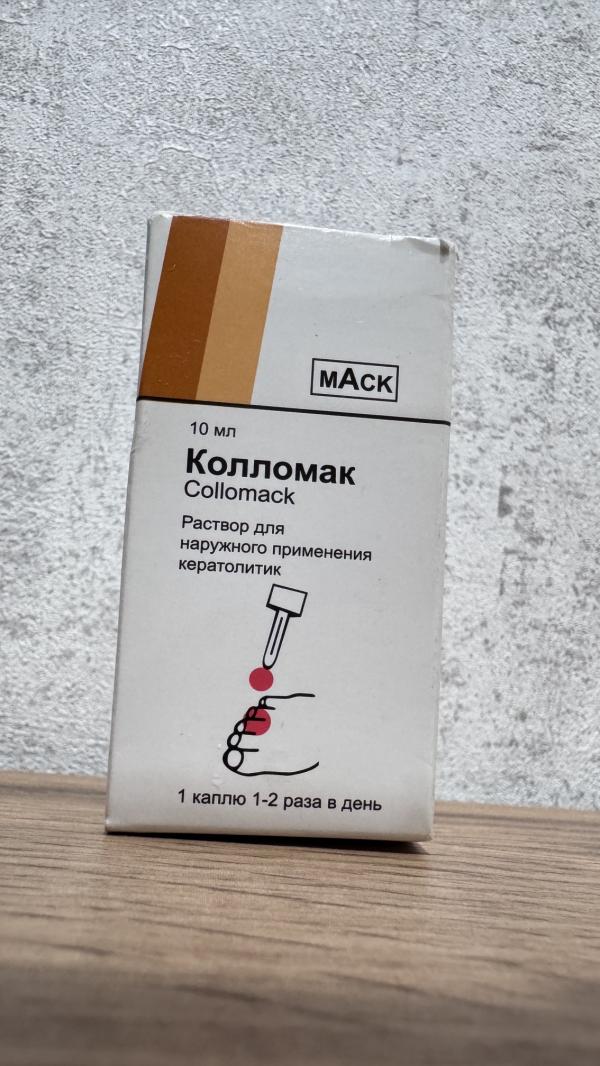 MACK
10 мл
Колломак
Collomack
Раствор для
наружного применения
кератолитик
1 каплю 1-2 раза в день